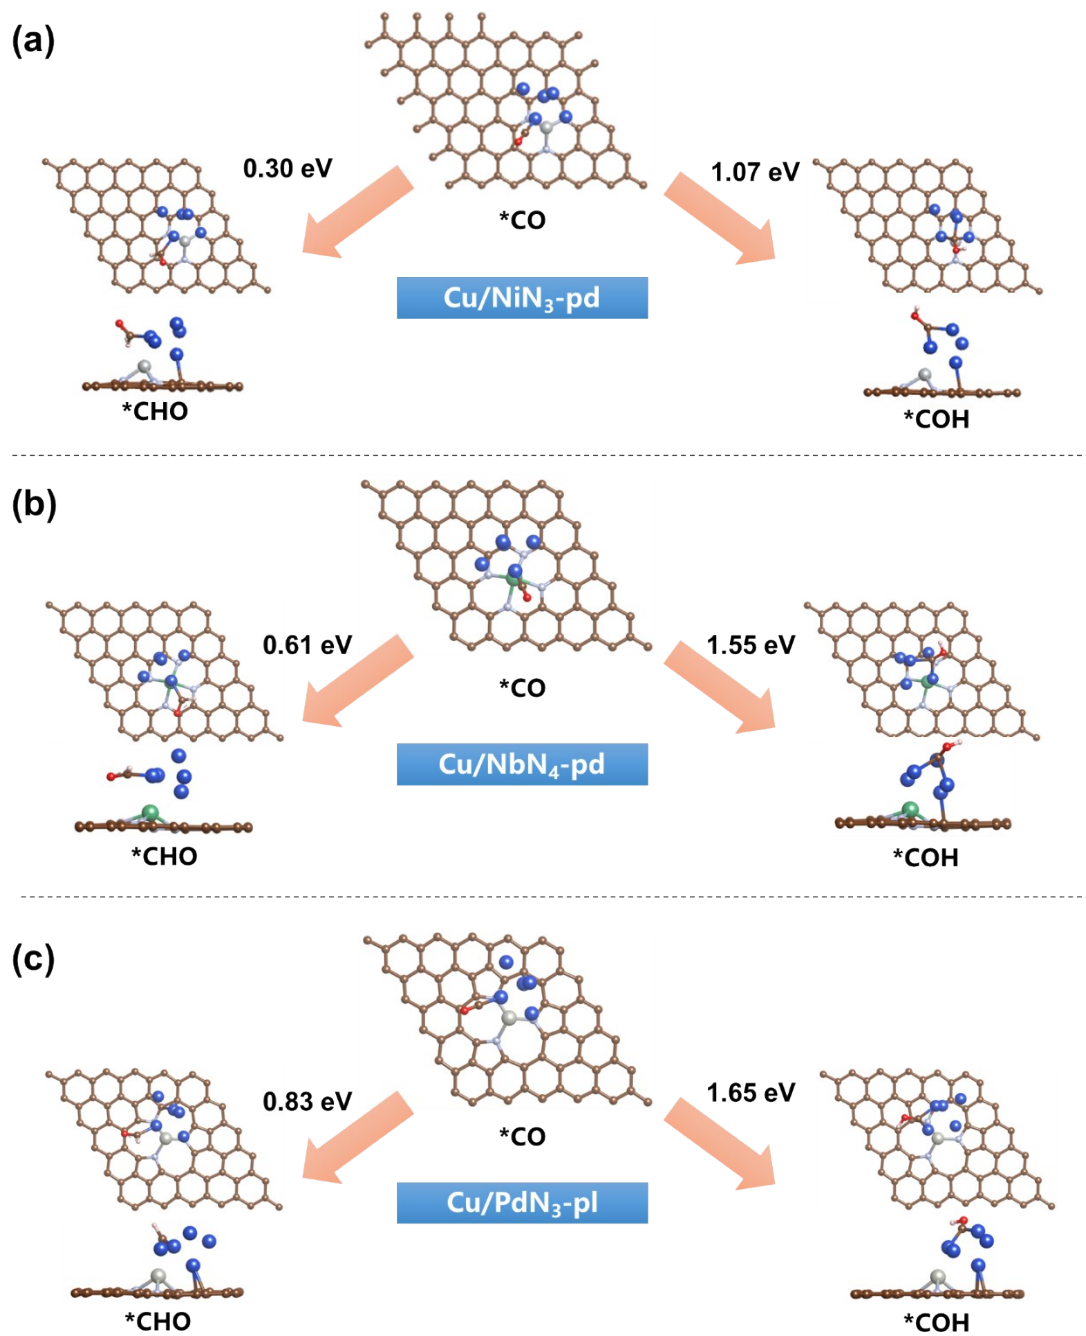 (a)
0.30 eV
1.07 eV
*CO
Cu/NiN₃-pd
*CHO
*COH
(b)
0.61 eV
1.55 eV
*CO
Cu/NbN₄-pd
*CHO
*COH
(c)
0.83 eV
1.65 eV
*CO
Cu/PdN₃-pl
*CHO
*COH